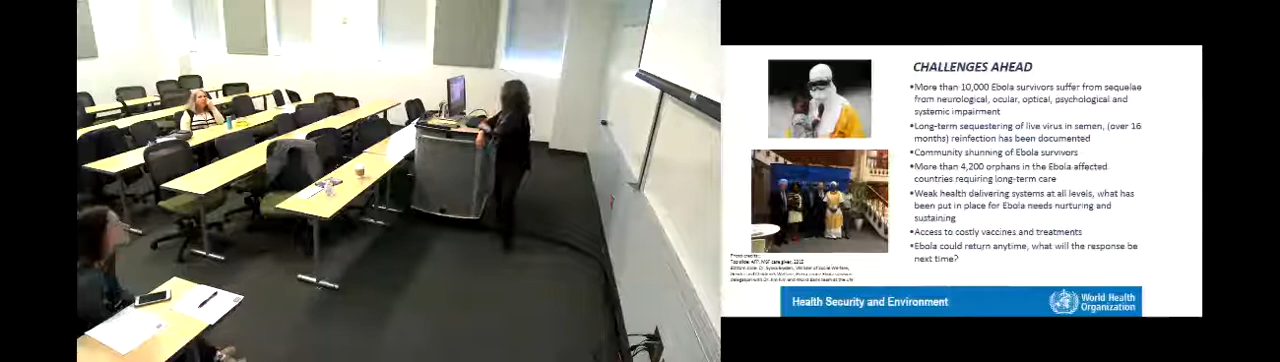 CHALLENGES AHEAD
•More than 10,000 Ebola survivors suffer from sequelae
from neurological, ocular, optical, psychological and
systemic impairment
•Long-term sequestering of live virus in semen, (over 16
months) reinfection has been documented
•Community shunning of Ebola survivors
•More than 4,200 orphans in the Ebola affected
countries requiring long-term care
•Weak health delivering systems at all levels, what has
been put in place for Ebola needs nurturing and
sustaining
•Access to costly vaccines and treatments
•Ebola could return anytime, what will the response be
next time?
Health Security and Environment
World Health
Organization